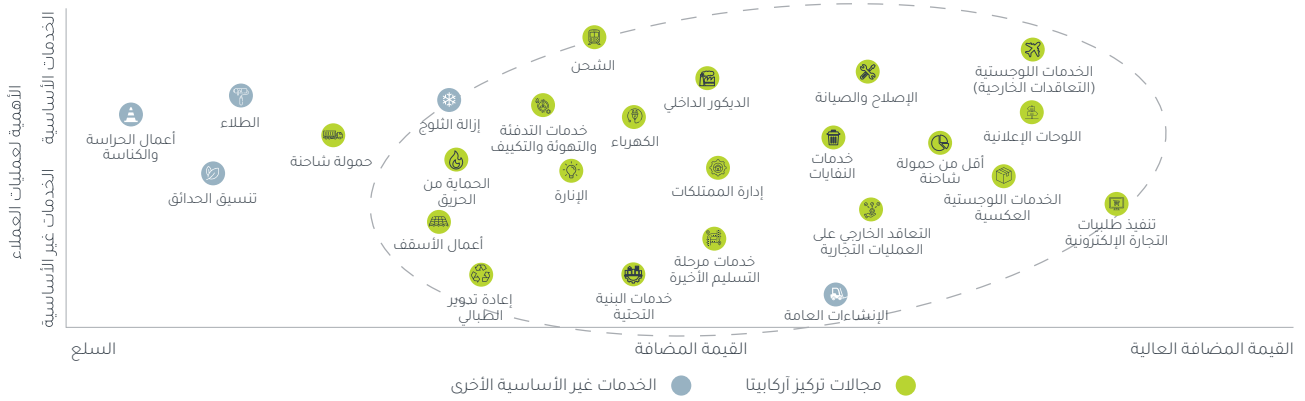 الأهمية لعمليات العملاء
الخدمات الأساسية
الخدمات غير الأساسية
الشحن
الديكور الداخلي
الإصلاح والصيانة
الخدمات اللوجستية
(التعاقدات الخارجية)
أعمال الحراسة
والكناسة
الطلاء
تنسيق الحدائق
حمولة شاحنة
إزالة الثلوج
خدمات التدفئة
والتهوئة والتكييف
الكهرباء
خدمات
النفايات
أقل من حمولة
شاحنة
اللوحات الإعلانية
الحماية من
الحريق
الإنارة
إدارة الممتلكات
الخدمات اللوجستية
العكسية
أعمال الأسقف
خدمات مرحلة
التسليم الأخيرة
التعاقد الخارجي على
العمليات التجارية
تنفيذ طلبيات
التجارة الإلكترونية
إعادة تدوير
الطبالي
خدمات البنية
التحتية
الإنشاءات العامة
السلع
القيمة المضافة
القيمة المضافة العالية
مجالات تركيز آركابيتا
الخدمات غير الأساسية الأخرى